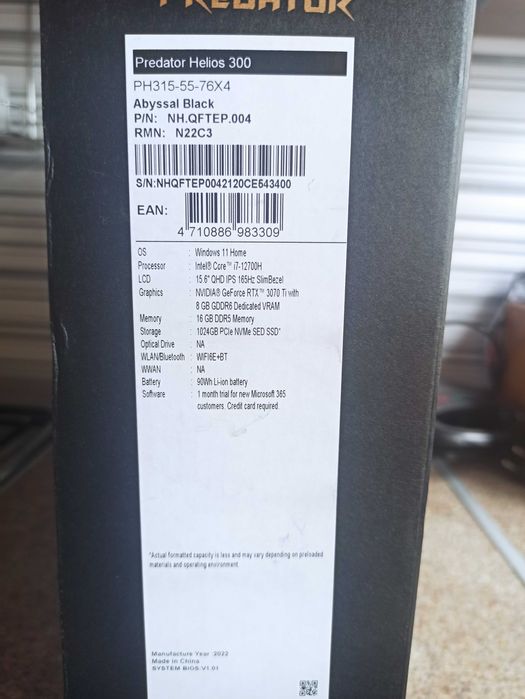 PREDATOR
Predator Helios 300
PH315-55-76X4
Abyssal Black
P/N: NH.QFTEP.004
RMN: N22C3
S/N:NHQFTEP0042120CE543400
EAN:
4 710886 983309
OS : Windows 11 Home
Processor : Intel® Core™ i7-12700H
LCD : 15.6" QHD IPS 165Hz SlimBezel
Graphics : NVIDIA® GeForce RTX™ 3070 Ti with
8 GB GDDR6 Dedicated VRAM
Memory : 16 GB DDR5 Memory
Storage : 1024GB PCIe NVMe SED SSD*
Optical Drive : NA
WLAN/Bluetooth : WIFI6E+BT
WWAN : NA
Battery : 90Wh Li-ion battery
Software : 1 month trial for new Microsoft 365
customers. Credit card required.
*Actual formatted capacity is less and may vary depending on preloaded
materials and operating environment
Manufacture Year :2022
Made in China
SYSTEM BIOS:V1.01